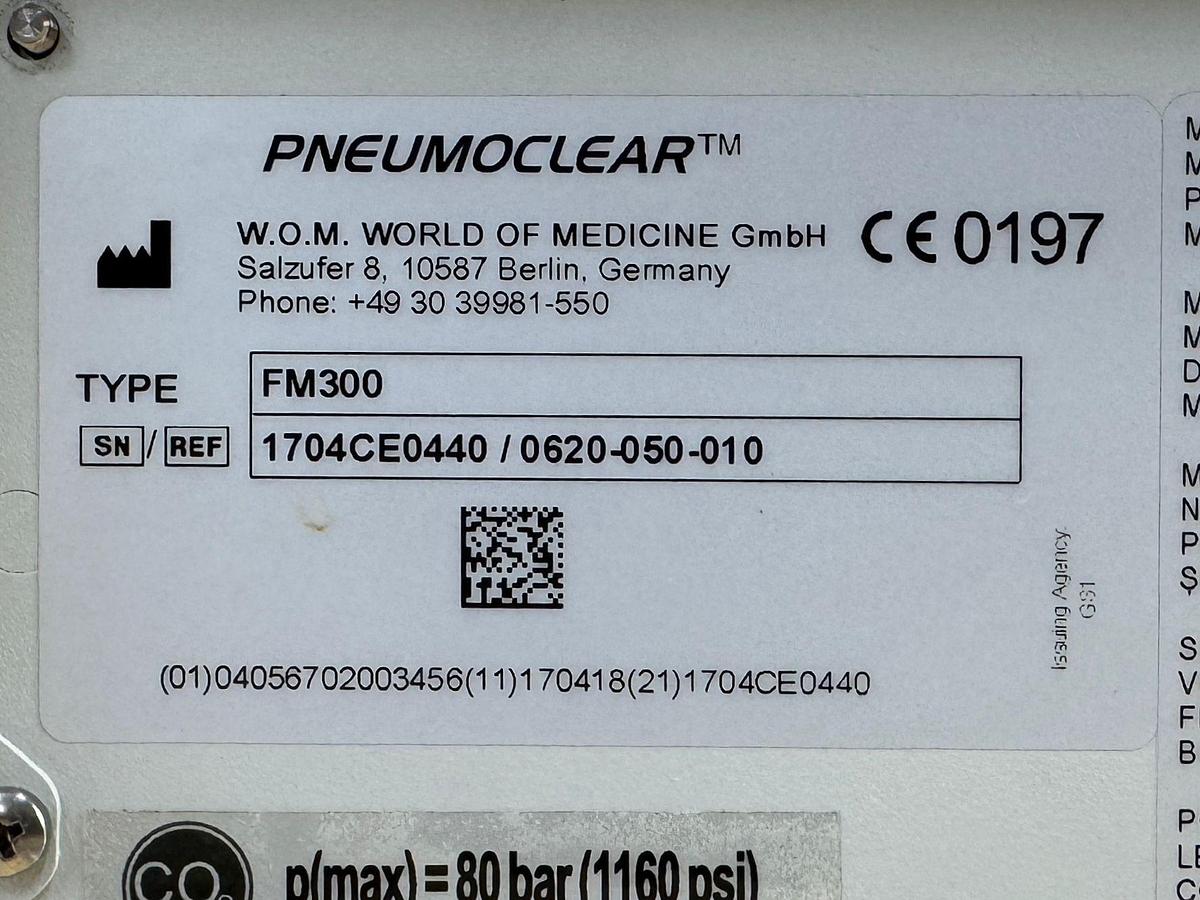 PNEUMOCLEAR™
W.O.M. WORLD OF MEDICINE GmbH
Salzufer 8, 10587 Berlin, Germany
Phone: +49 30 39981-550
CE 0197
TYPE FM300
SN / REF 1704CE0440 / 0620-050-010
Issuing Agency
GS1
(01)04056702003456(11)170418(21)1704CE0440
CO2 p(max) = 80 bar (1160 psi)